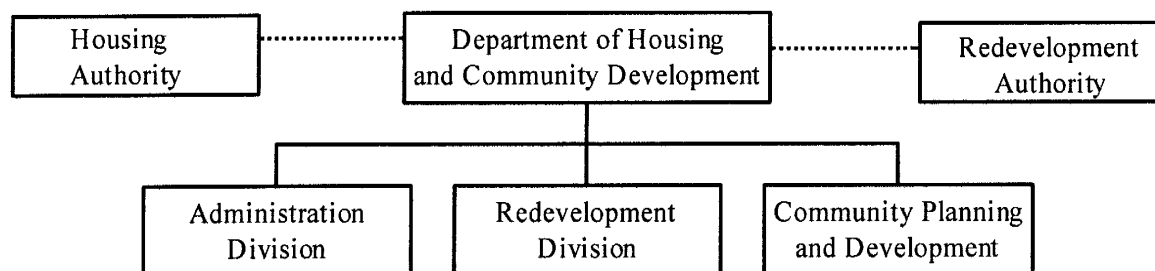 Housing
Authority
Department of Housing
and Community Development
Redevelopment
Authority
Administration
Division
Redevelopment
Division
Community Planning
and Development